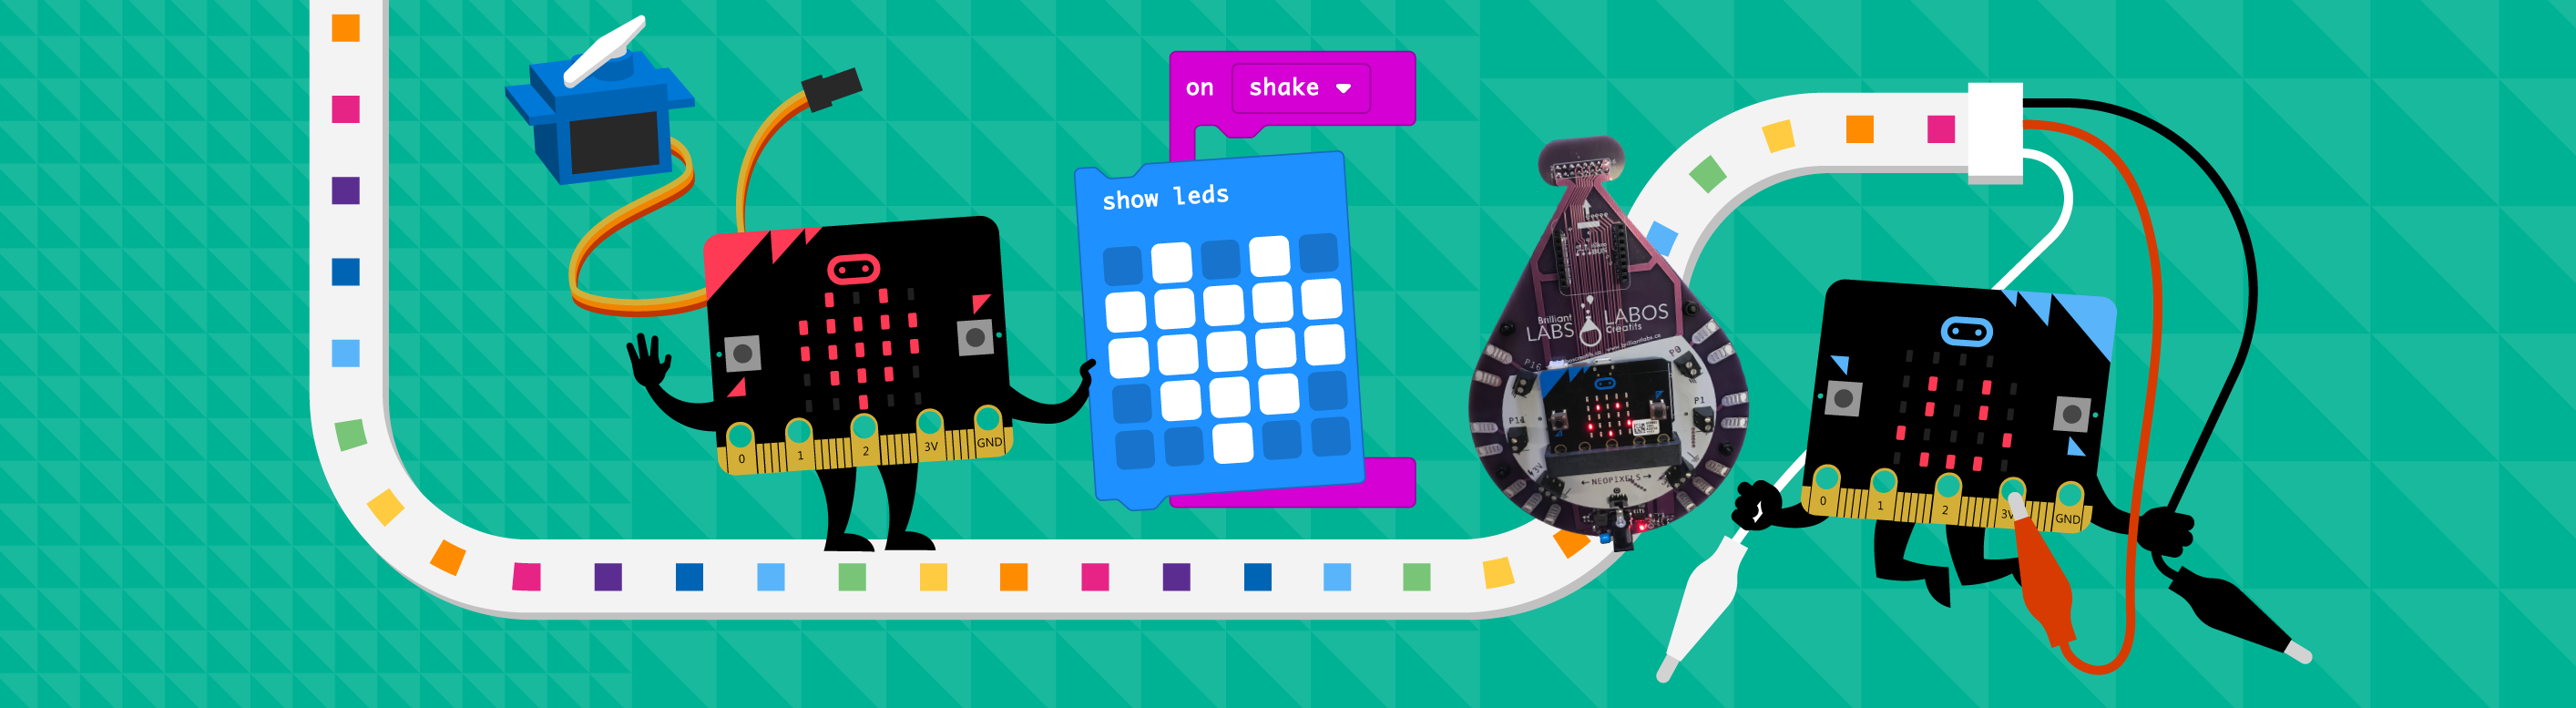 on shake
show leds
0 1 2 3V GND
Brilliant
LABS
LABOS
Créatifs
P0
P1
P14
NEOPIXELS
0 1 2 3V GND